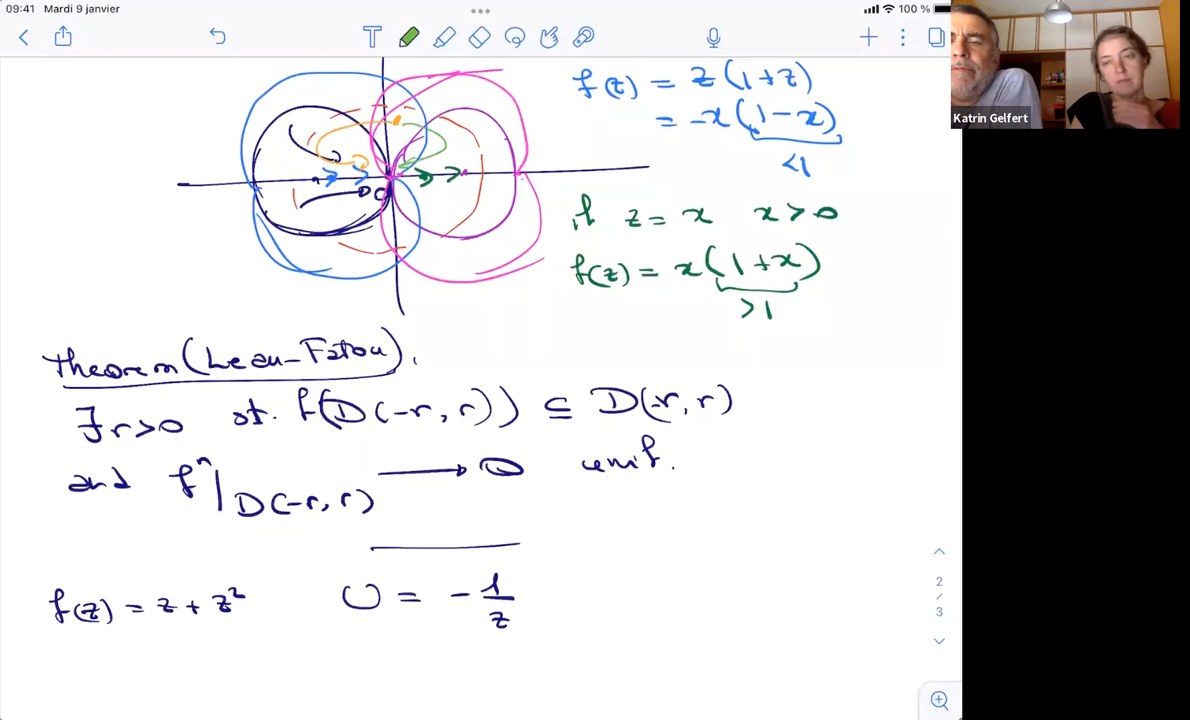 09:41 Mardi 9 janvier
100 %
Katrin Gelfert
f(z) = z(1+z)
= -x(1-x)
<1
if z = x x>0
f(z) = x(1+x)
>1
Theorem (Leau-Fatou).
∃r>0 st. f(D(-r, r)) ⊆ D(-r, r)
and fⁿ|D(-r, r) → 0 unif.
f(z) = z + z² U = - 1/z
2
/
3